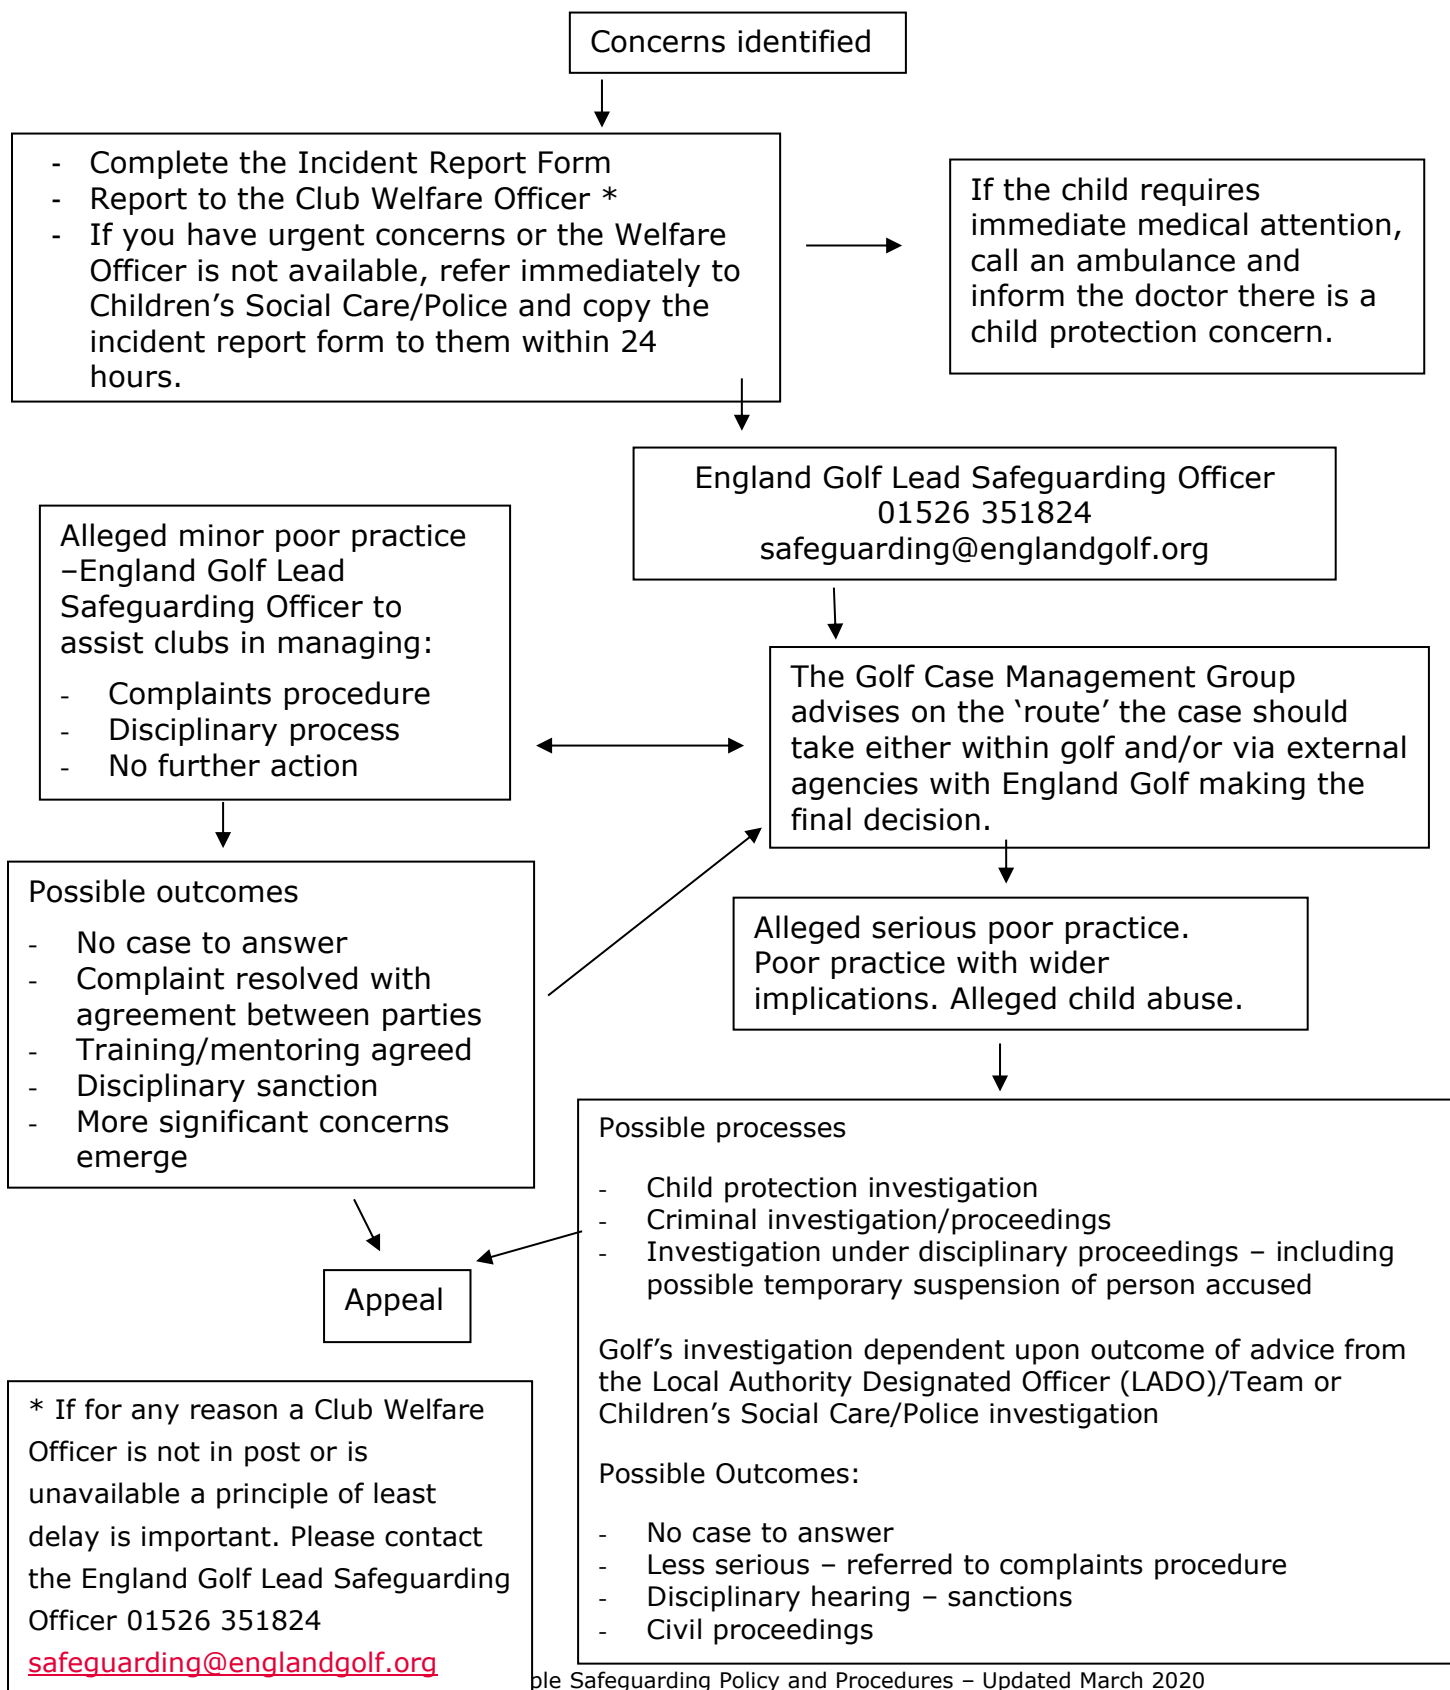 Concerns identified
- Complete the Incident Report Form
- Report to the Club Welfare Officer *
- If you have urgent concerns or the Welfare
Officer is not available, refer immediately to
Children’s Social Care/Police and copy the
incident report form to them within 24
hours.
If the child requires
immediate medical attention,
call an ambulance and
inform the doctor there is a
child protection concern.
England Golf Lead Safeguarding Officer
01526 351824
safeguarding@englandgolf.org
Alleged minor poor practice
–England Golf Lead
Safeguarding Officer to
assist clubs in managing:
- Complaints procedure
- Disciplinary process
- No further action
The Golf Case Management Group
advises on the ‘route’ the case should
take either within golf and/or via external
agencies with England Golf making the
final decision.
Possible outcomes
- No case to answer
- Complaint resolved with
agreement between parties
- Training/mentoring agreed
- Disciplinary sanction
- More significant concerns
emerge
Alleged serious poor practice.
Poor practice with wider
implications. Alleged child abuse.
Possible processes
- Child protection investigation
- Criminal investigation/proceedings
- Investigation under disciplinary proceedings – including
possible temporary suspension of person accused
Golf’s investigation dependent upon outcome of advice from
the Local Authority Designated Officer (LADO)/Team or
Children’s Social Care/Police investigation
Possible Outcomes:
- No case to answer
- Less serious – referred to complaints procedure
- Disciplinary hearing – sanctions
- Civil proceedings
Appeal
* If for any reason a Club Welfare
Officer is not in post or is
unavailable a principle of least
delay is important. Please contact
the England Golf Lead Safeguarding
Officer 01526 351824
safeguarding@englandgolf.org
Safeguarding Policy and Procedures – Updated March 2020